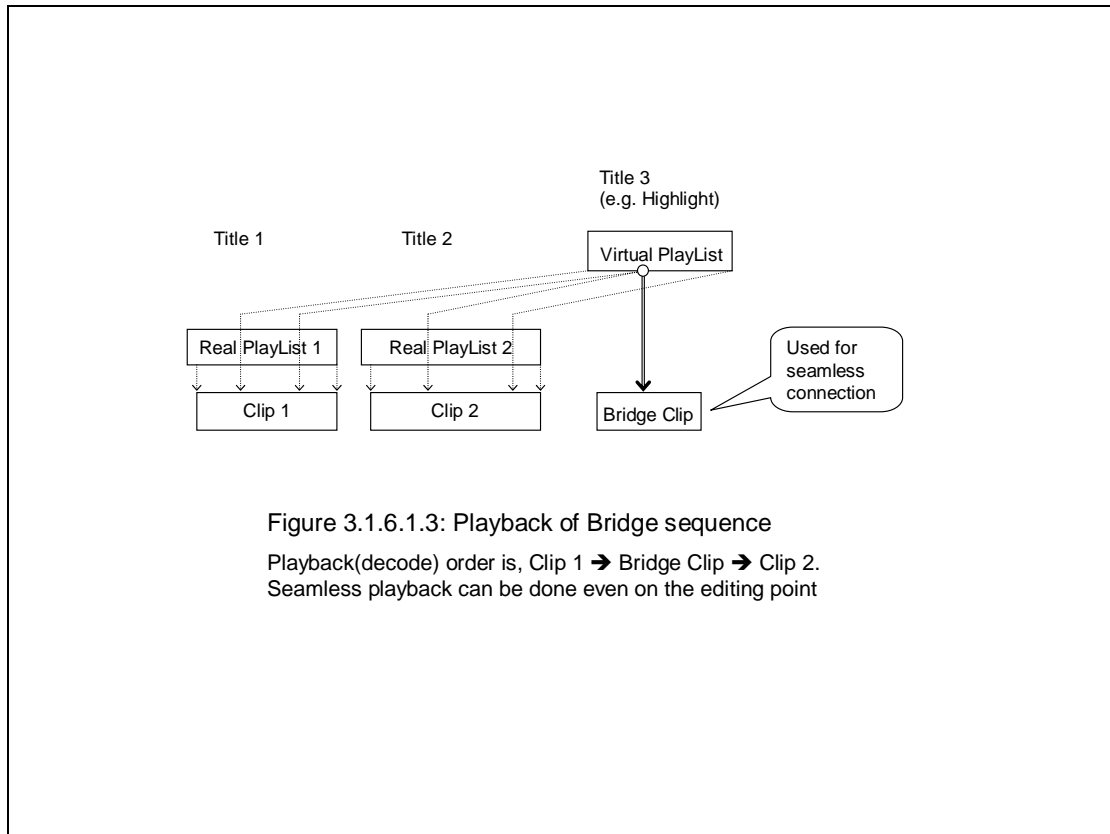 Title 3
(e.g. Highlight)
Title 1
Title 2
Virtual PlayList
Real PlayList 1
Real PlayList 2
Used for
seamless
connection
Clip 1
Clip 2
Bridge Clip
Figure 3.1.6.1.3: Playback of Bridge sequence
Playback(decode) order is, Clip 1 ➔ Bridge Clip ➔ Clip 2.
Seamless playback can be done even on the editing point